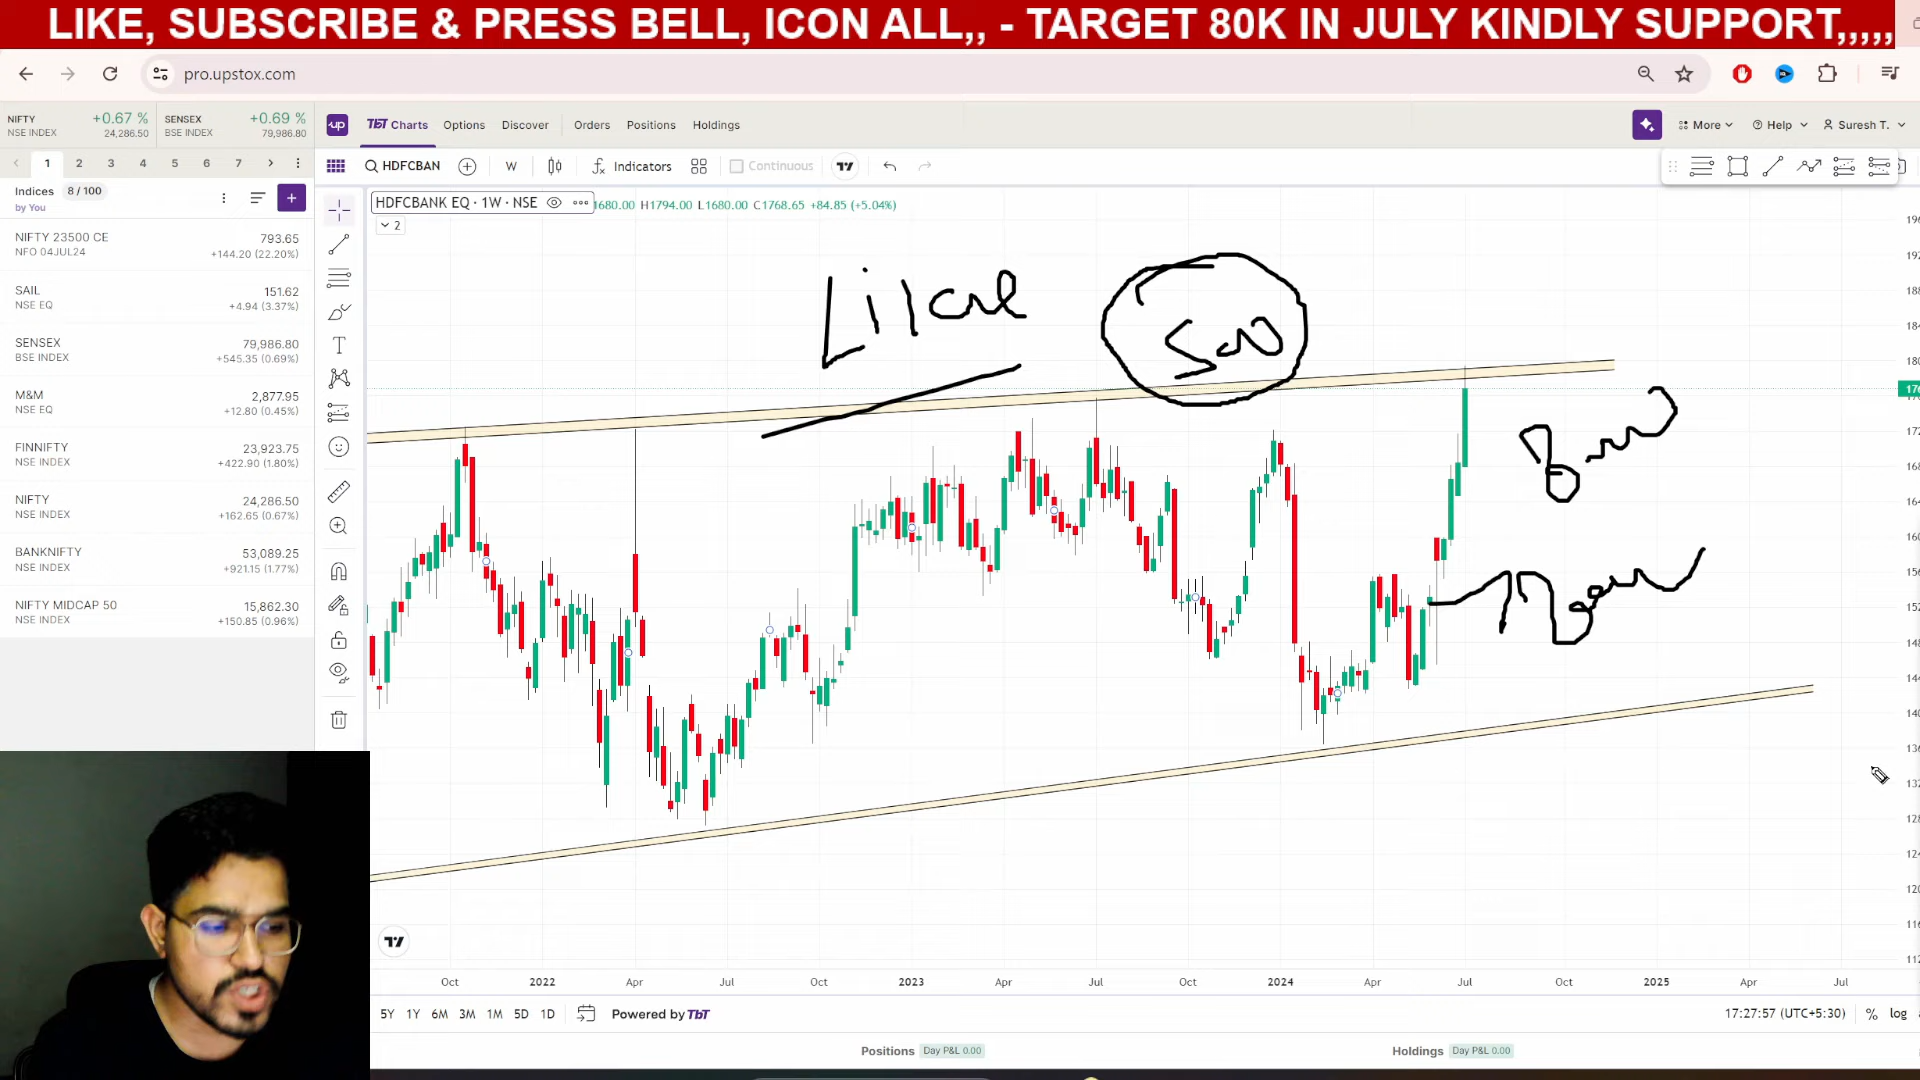 LIKE, SUBSCRIBE & PRESS BELL, ICON ALL,, - TARGET 80K IN JULY KINDLY SUPPORT,,,,,
pro.upstox.com
NIFTY +0.67 % SENSEX +0.69 %
NSE INDEX 24,286.50 BSE INDEX 79,986.80
up TBT Charts Options Discover Orders Positions Holdings More Help Suresh T.
1 2 3 4 5 6 7
HDFCBAN W Indicators Continuous
Indices 8 / 100
by You
HDFCBANK EQ · 1W · NSE 1680.00 H1794.00 L1680.00 C1768.65 +84.85 (+5.04%)
2
NIFTY 23500 CE 793.65
NFO 04JUL24 +144.20 (22.20%)
SAIL 151.62
NSE EQ +4.94 (3.37%)
SENSEX 79,986.80
BSE INDEX +545.35 (0.69%)
M&M 2,877.95
NSE EQ +12.80 (0.45%)
FINNIFTY 23,923.75
NSE INDEX +422.90 (1.80%)
NIFTY 24,286.50
NSE INDEX +162.65 (0.67%)
BANKNIFTY 53,089.25
NSE INDEX +921.15 (1.77%)
NIFTY MIDCAP 50 15,862.30
NSE INDEX +150.85 (0.96%)
Oct 2022 Apr Jul Oct 2023 Apr Jul Oct 2024 Apr Jul Oct 2025 Apr Jul
5Y 1Y 6M 3M 1M 5D 1D Powered by TBT 17:27:57 (UTC+5:30) % log
Positions Day P&L 0.00 Holdings Day P&L 0.00